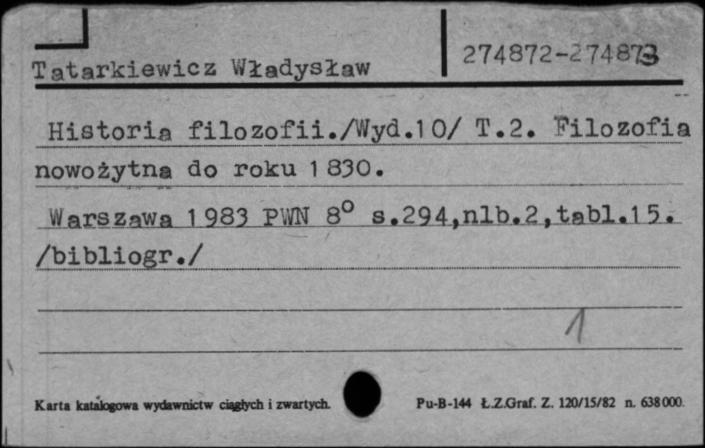 Tatarkiewicz Władysław
274872-274873
Historia filozofii./Wyd.10/ T.2. Filozofia
nowożytna do roku 1830.
Warszawa 1983 PWN 8° s.294,nlb.2,tabl.15.
/bibliogr./
1
Karta katalogowa wydawnictw ciągłych i zwartych.
Pu-B-144 Ł.Z.Graf. Z. 120/15/82 n. 638000.